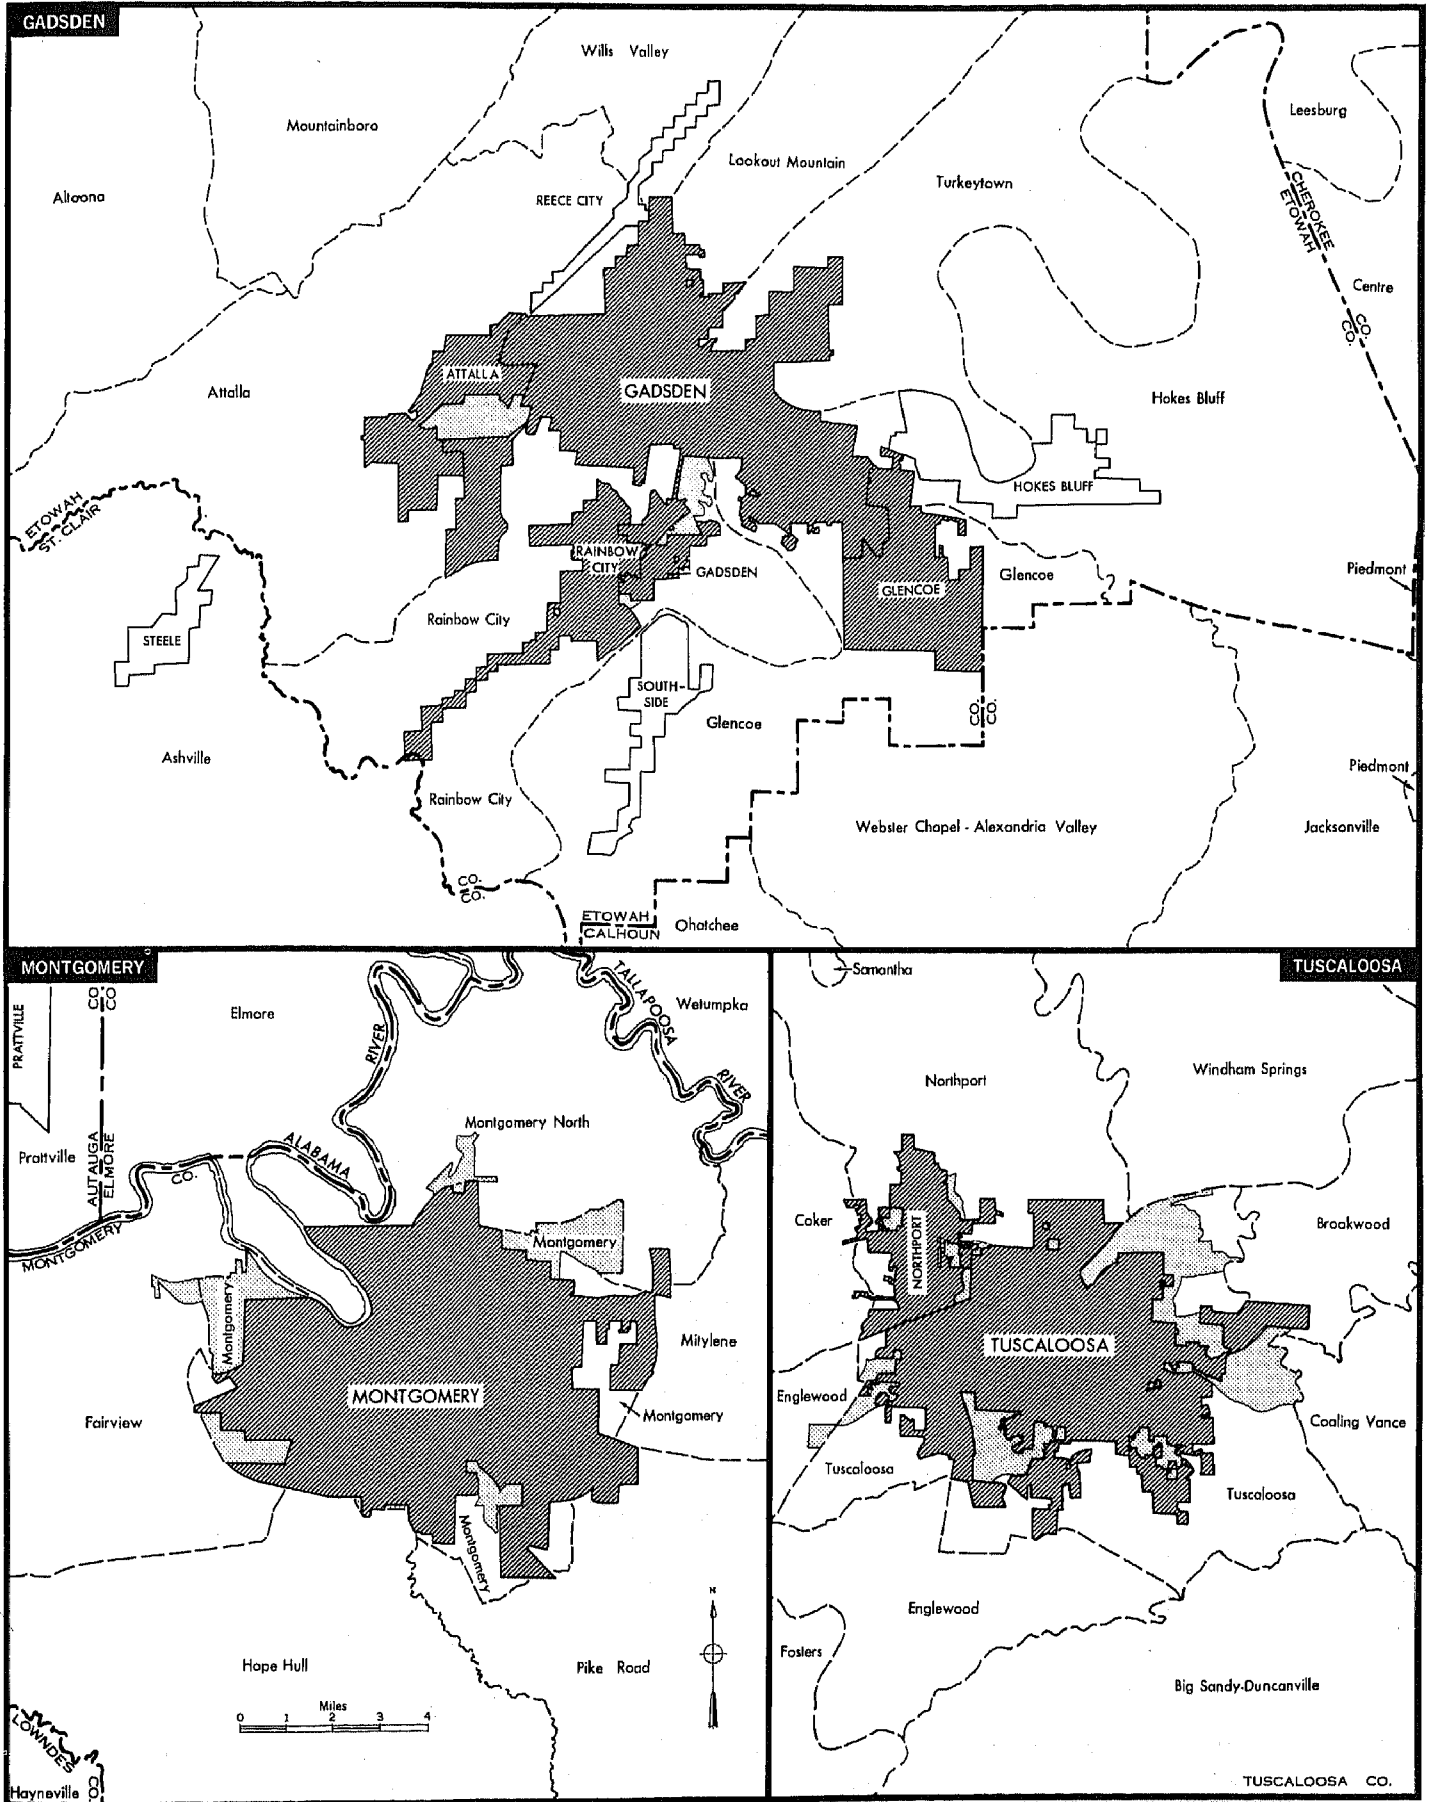 GADSDEN
Wills Valley
Mountainboro
Leesburg
Lookout Mountain
Turkeytown
Altoona
REECE CITY
CHEROKEE CO.
ETOWAH CO.
Centre
ATTALLA
GADSDEN
Attalla
Hokes Bluff
HOKES BLUFF
ETOWAH
ST. CLAIR
RAINBOW
CITY
GADSDEN
GLENCOE
Glencoe
Piedmont
Rainbow City
STEELE
SOUTH-
SIDE
Glencoe
CO.
CO.
Ashville
Piedmont
Rainbow City
Webster Chapel - Alexandria Valley
Jacksonville
CO.
CO.
ETOWAH
CALHOUN
Ohatchee
MONTGOMERY
PRATTVILLE
CO.
CO
Elmore
TALLAPOOSA
RIVER
Wetumpka
RIVER
Montgomery North
Prattville
AUTAUGA
ELMORE
CO.
ALABAMA
MONTGOMERY
Montgomery
Montgomery
Mitylene
MONTGOMERY
Fairview
Montgomery
Montgomery
Hope Hull
Pike Road
N
Miles
0 1 2 3 4
LOWNDES
CO
Hayneville
TUSCALOOSA
Samantha
Northport
Windham Springs
Coker
NORTHPORT
Brookwood
TUSCALOOSA
Englewood
Coaling Vance
Tuscaloosa
Tuscaloosa
Englewood
Fosters
Big Sandy-Duncanville
TUSCALOOSA CO.